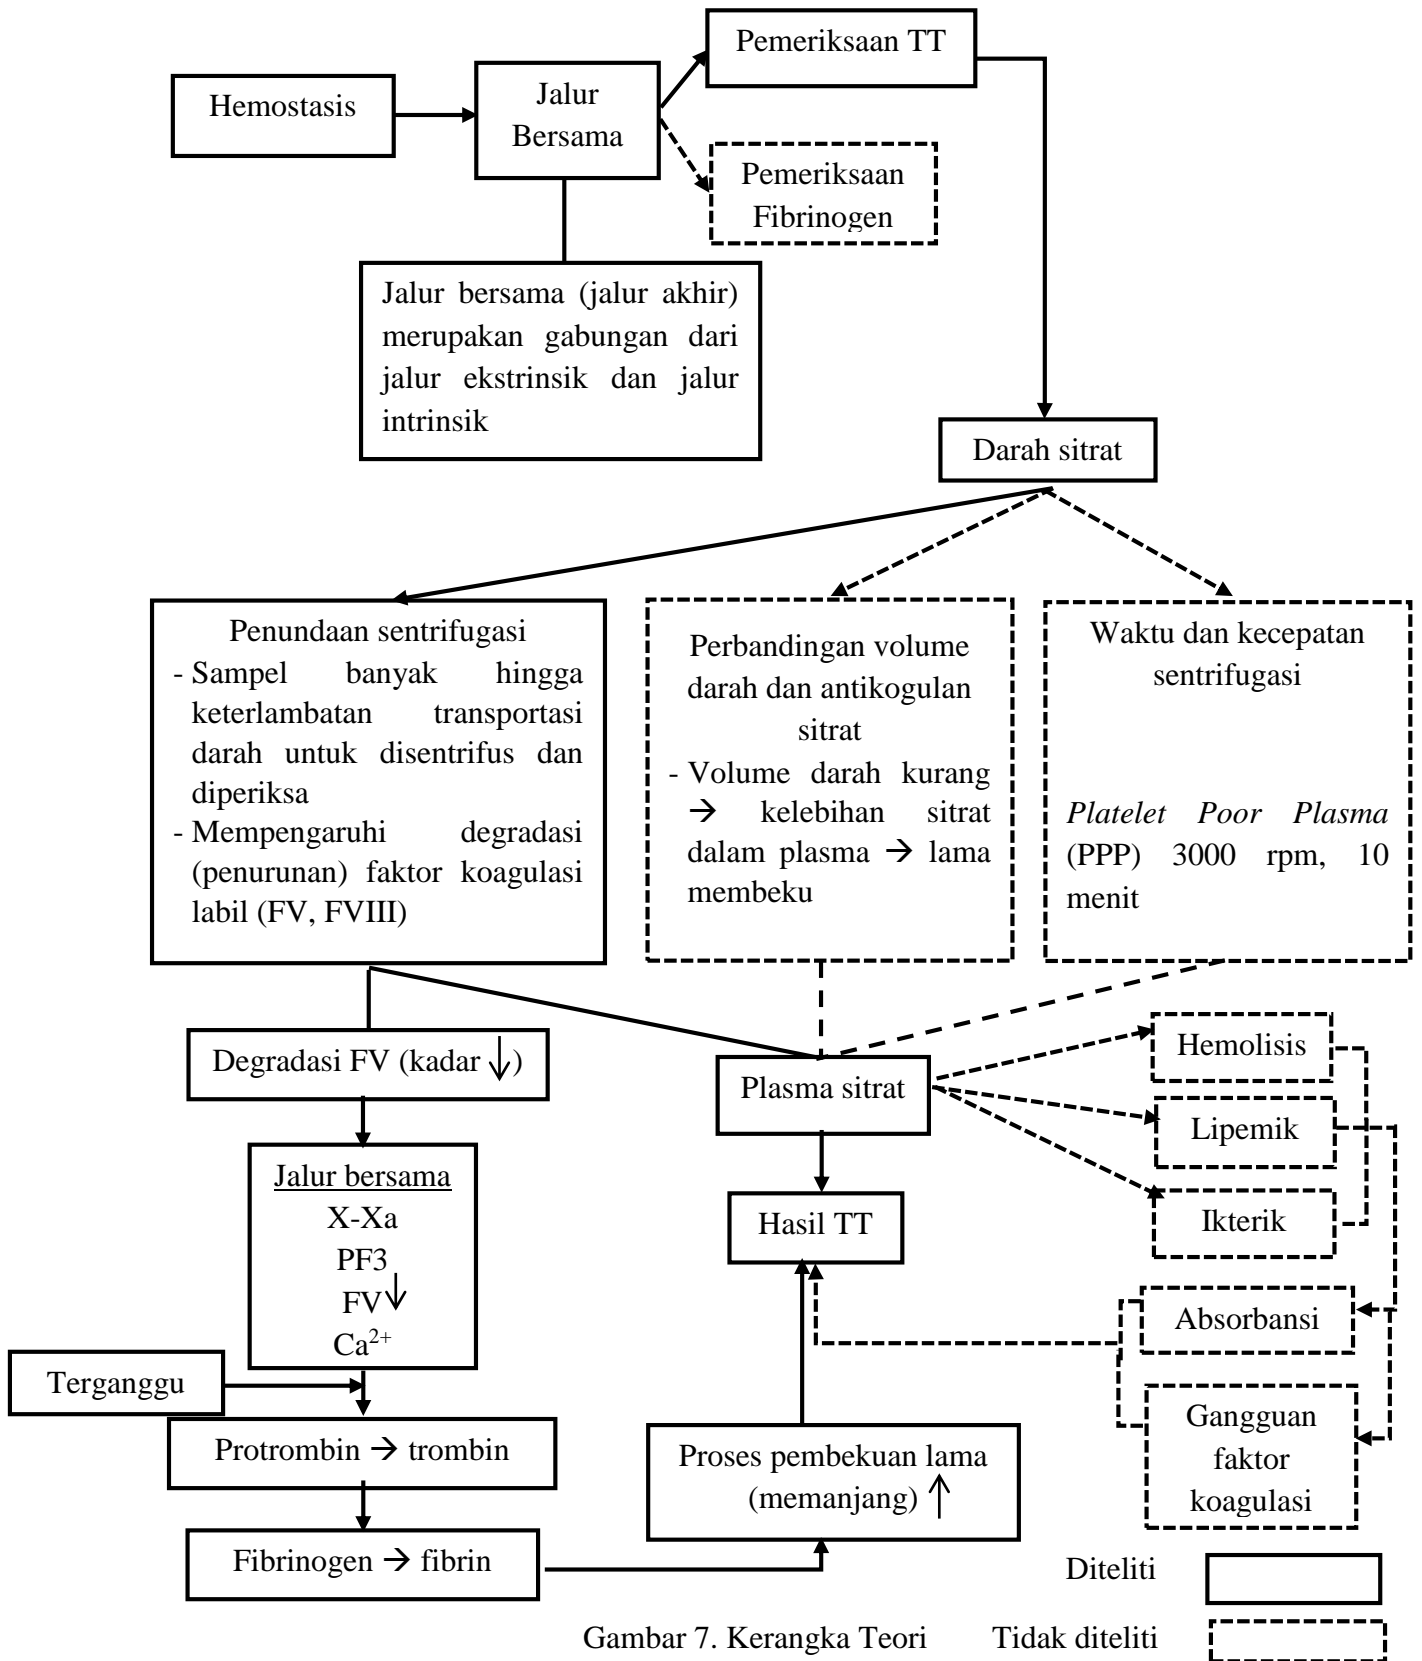 Pemeriksaan TT
Hemostasis
Jalur
Bersama
Pemeriksaan
Fibrinogen
Jalur bersama (jalur akhir)
merupakan gabungan dari
jalur ekstrinsik dan jalur
intrinsik
Darah sitrat
Penundaan sentrifugasi
- Sampel banyak hingga
keterlambatan transportasi
darah untuk disentrifus dan
diperiksa
- Mempengaruhi degradasi
(penurunan) faktor koagulasi
labil (FV, FVIII)
Perbandingan volume
darah dan antikogulan
sitrat
- Volume darah kurang
→ kelebihan sitrat
dalam plasma → lama
membeku
Waktu dan kecepatan
sentrifugasi
Platelet Poor Plasma
(PPP) 3000 rpm, 10
menit
Degradasi FV (kadar ↓)
Plasma sitrat
Hemolisis
Lipemik
Ikterik
Jalur bersama
X-Xa
PF3
FV↓
Ca²⁺
Hasil TT
Absorbansi
Terganggu
Gangguan
faktor
koagulasi
Protrombin → trombin
Proses pembekuan lama
(memanjang) ↑
Fibrinogen → fibrin
Diteliti
Gambar 7. Kerangka Teori
Tidak diteliti